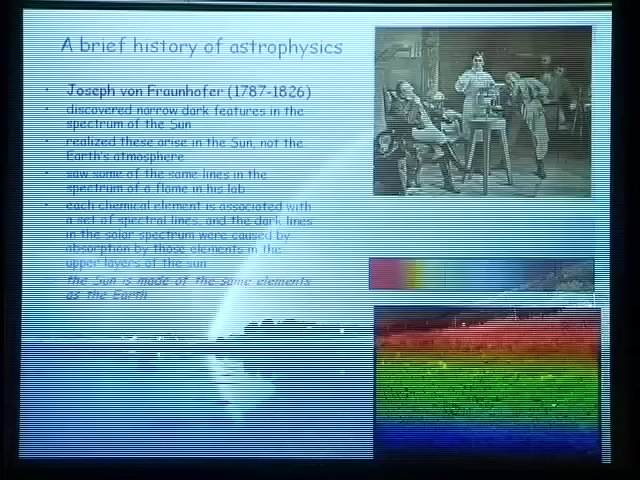 A brief history of astrophysics
• Joseph von Fraunhofer (1787-1826)
• discovered narrow dark features in the
spectrum of the Sun
• realized these arise in the Sun, not the
Earth's atmosphere
• saw some of the same lines in the
spectrum of a flame in his lab
• each chemical element is associated with
a set of spectral lines, and the dark lines
in the solar spectrum were caused by
absorption by those elements in the
upper layers of the sun
• the Sun is made of the same elements
as the Earth